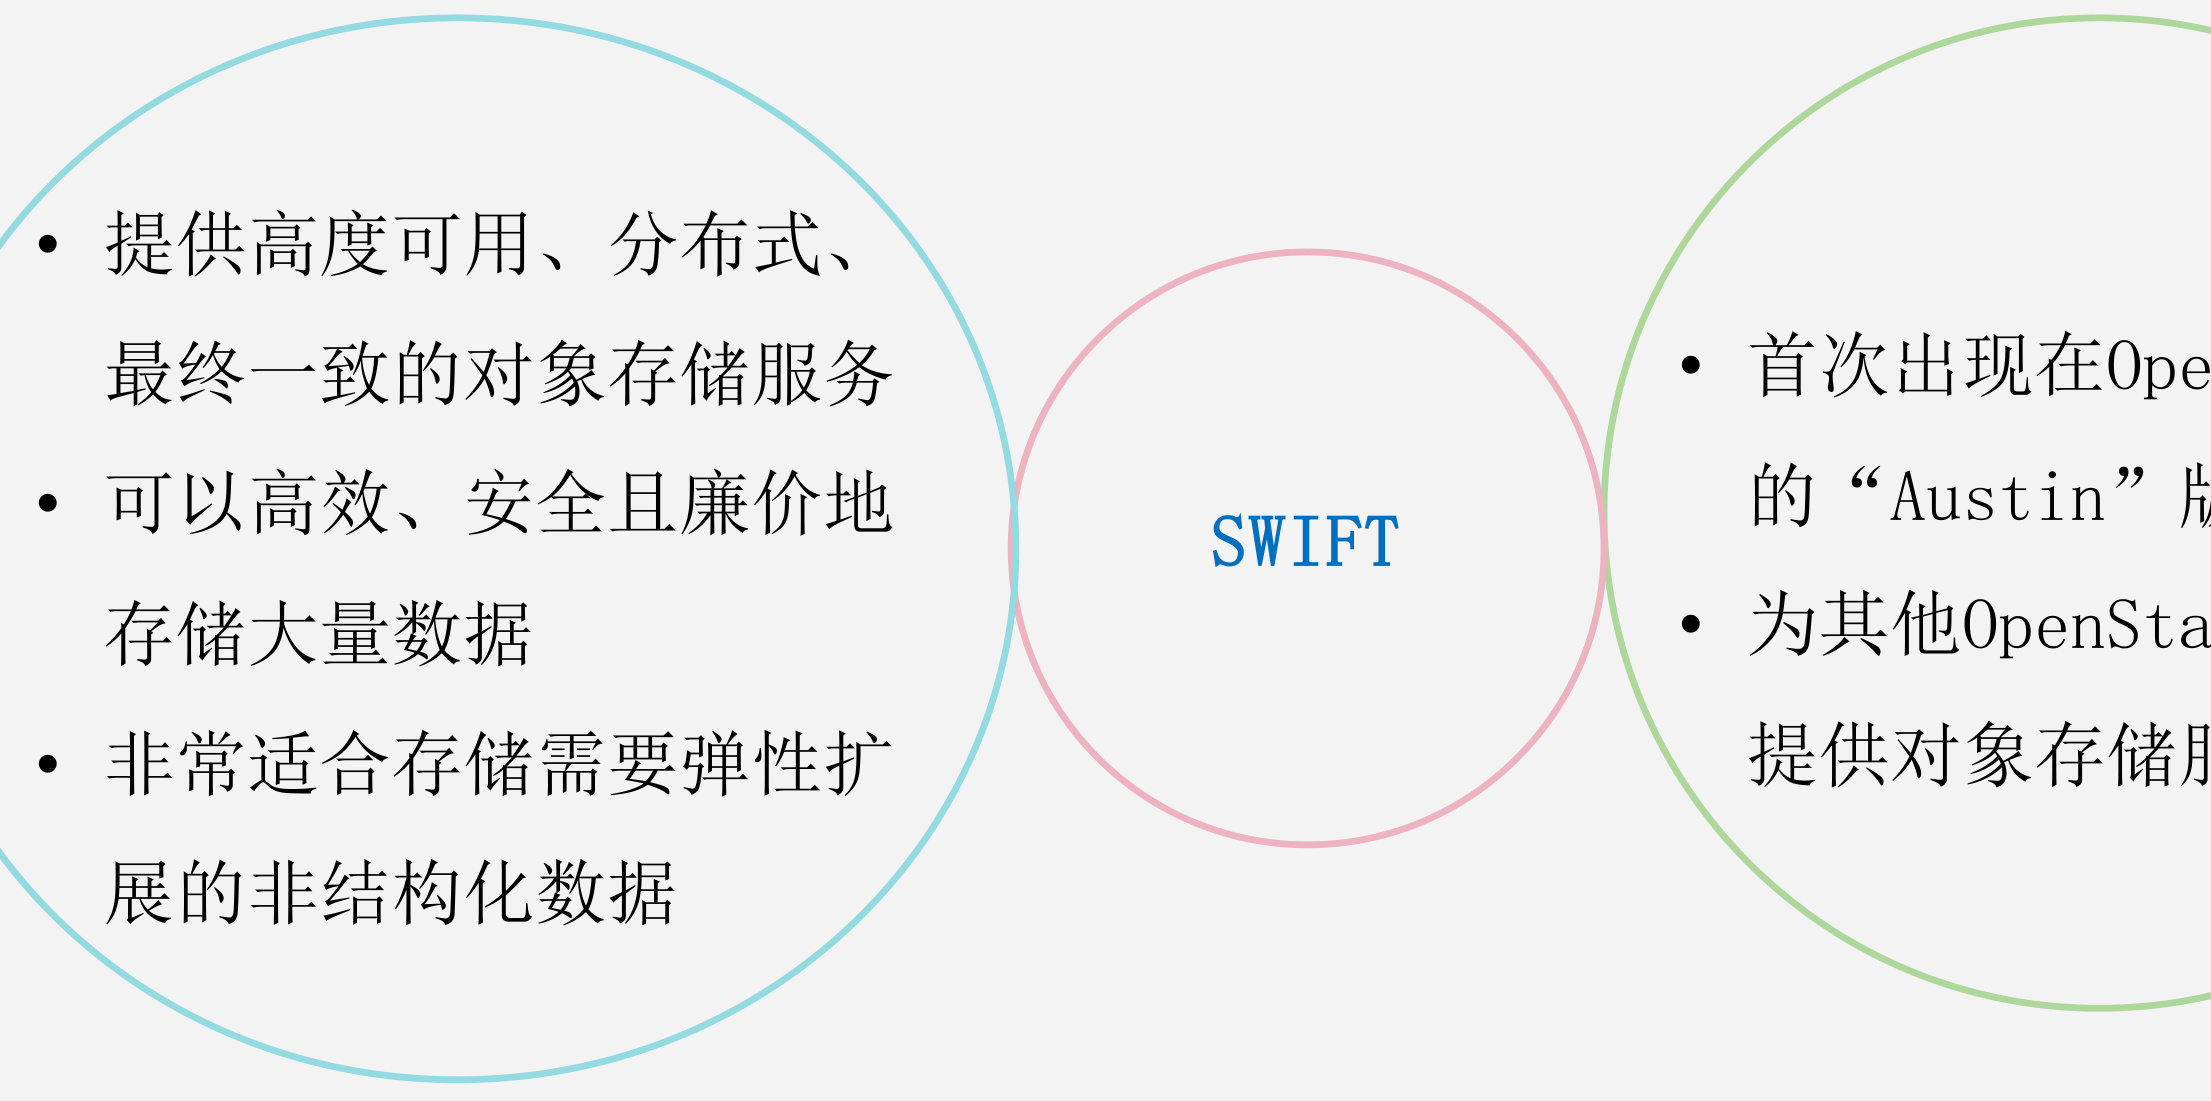 • 提供高度可用、分布式、
最终一致的对象存储服务
• 可以高效、安全且廉价地
存储大量数据
• 非常适合存储需要弹性扩
展的非结构化数据
SWIFT
• 首次出现在Ope
的“Austin”
• 为其他OpenSta
提供对象存储